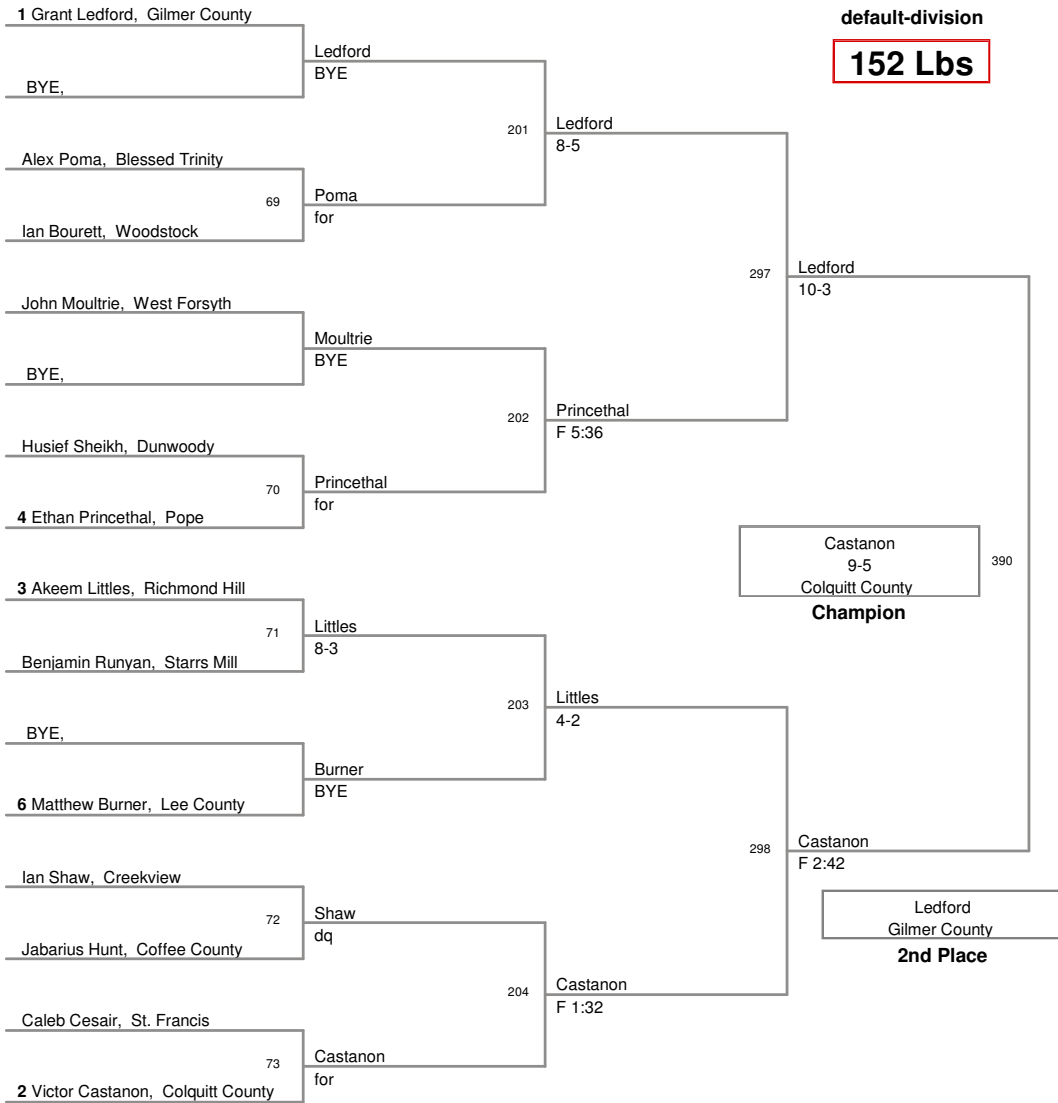 1 Grant Ledford, Gilmer County
default-division
152 Lbs
Ledford
BYE
BYE,
201
Ledford
8-5
Alex Poma, Blessed Trinity
69
Poma
for
Ian Bourett, Woodstock
297
Ledford
10-3
John Moultrie, West Forsyth
Moultrie
BYE
BYE,
202
Princethal
F 5:36
Husief Sheikh, Dunwoody
70
Princethal
for
4 Ethan Princethal, Pope
Castanon
9-5
Colquitt County
390
Champion
3 Akeem Littles, Richmond Hill
71
Littles
8-3
Benjamin Runyan, Starrs Mill
203
Littles
4-2
BYE,
Burner
BYE
6 Matthew Burner, Lee County
298
Castanon
F 2:42
Ian Shaw, Creekview
72
Shaw
dq
Jabarius Hunt, Coffee County
Ledford
Gilmer County
2nd Place
204
Castanon
F 1:32
Caleb Cesair, St. Francis
73
Castanon
for
2 Victor Castanon, Colquitt County